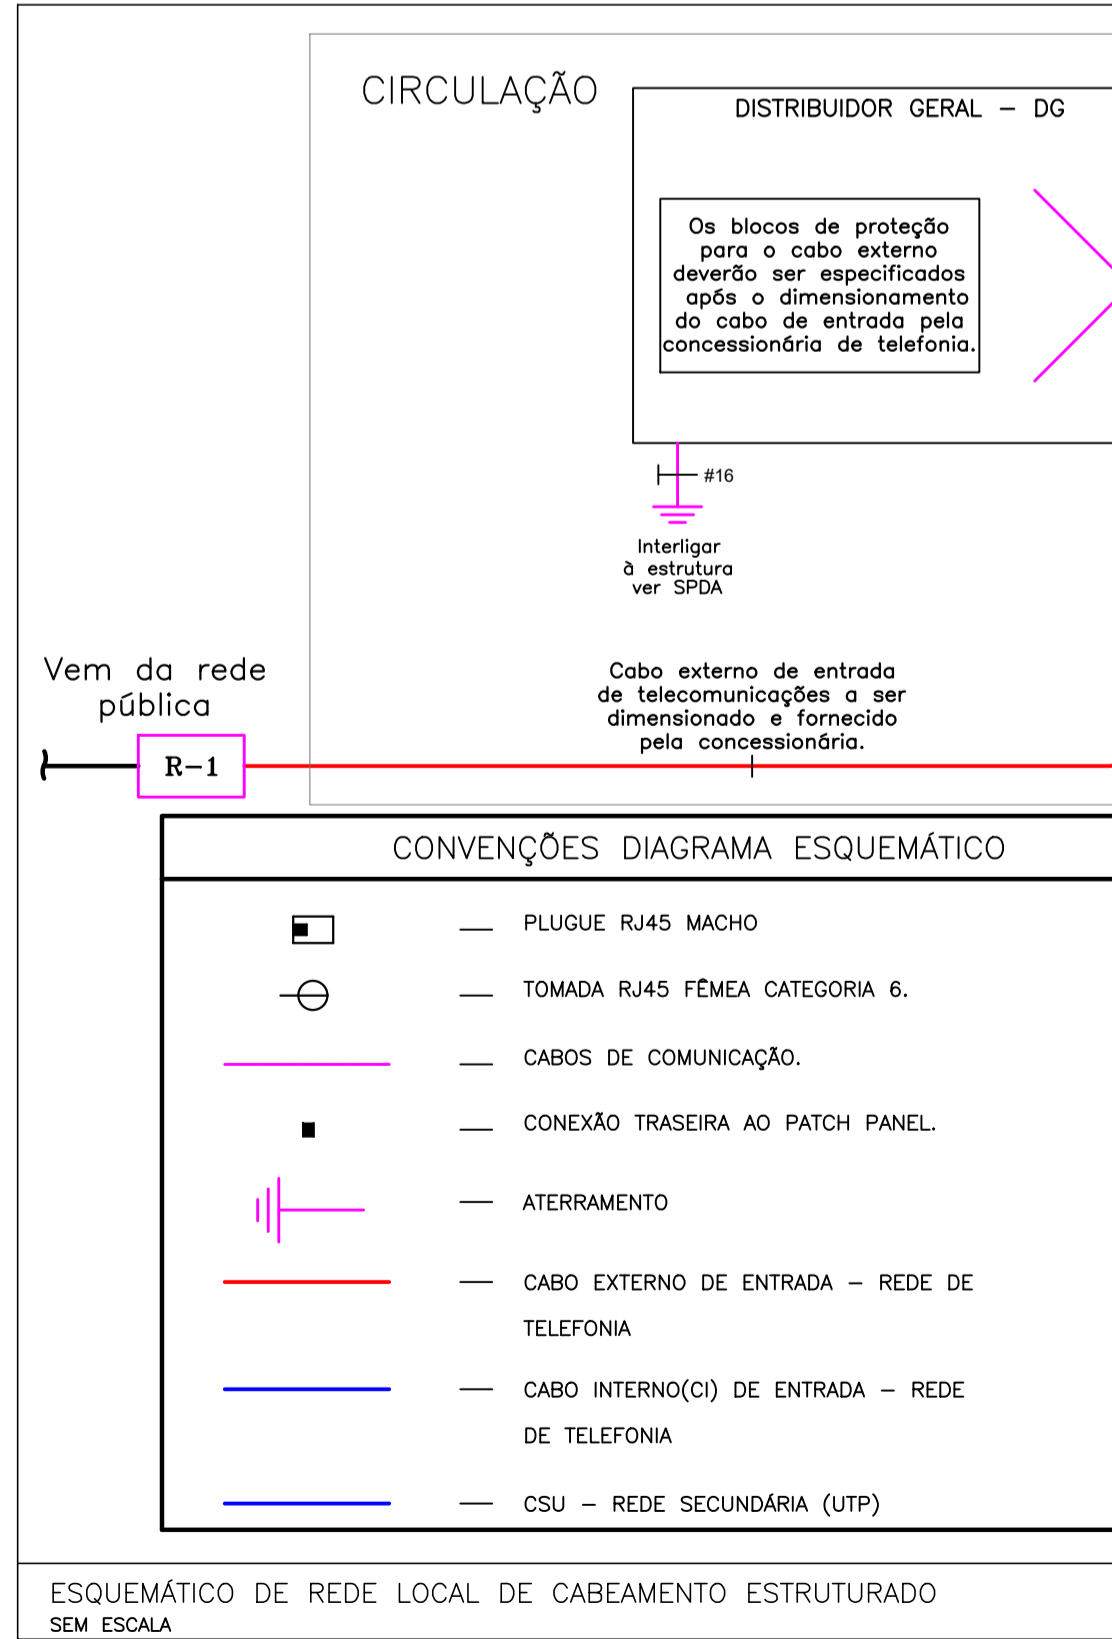 CIRCULAÇÃO
DISTRIBUIDOR GERAL – DG
Os blocos de proteção
para o cabo externo
deverão ser especificados
após o dimensionamento
do cabo de entrada pela
concessionária de telefonia.
#16
Interligar
à estrutura
ver SPDA
Vem da rede
pública
R-1
Cabo externo de entrada
de telecomunicações a ser
dimensionado e fornecido
pela concessionária.
CONVENÇÕES DIAGRAMA ESQUEMÁTICO
— PLUGUE RJ45 MACHO
— TOMADA RJ45 FÊMEA CATEGORIA 6.
— CABOS DE COMUNICAÇÃO.
— CONEXÃO TRASEIRA AO PATCH PANEL.
— ATERRAMENTO
— CABO EXTERNO DE ENTRADA – REDE DE
TELEFONIA
— CABO INTERNO(CI) DE ENTRADA – REDE
DE TELEFONIA
— CSU – REDE SECUNDÁRIA (UTP)
ESQUEMÁTICO DE REDE LOCAL DE CABEAMENTO ESTRUTURADO
SEM ESCALA